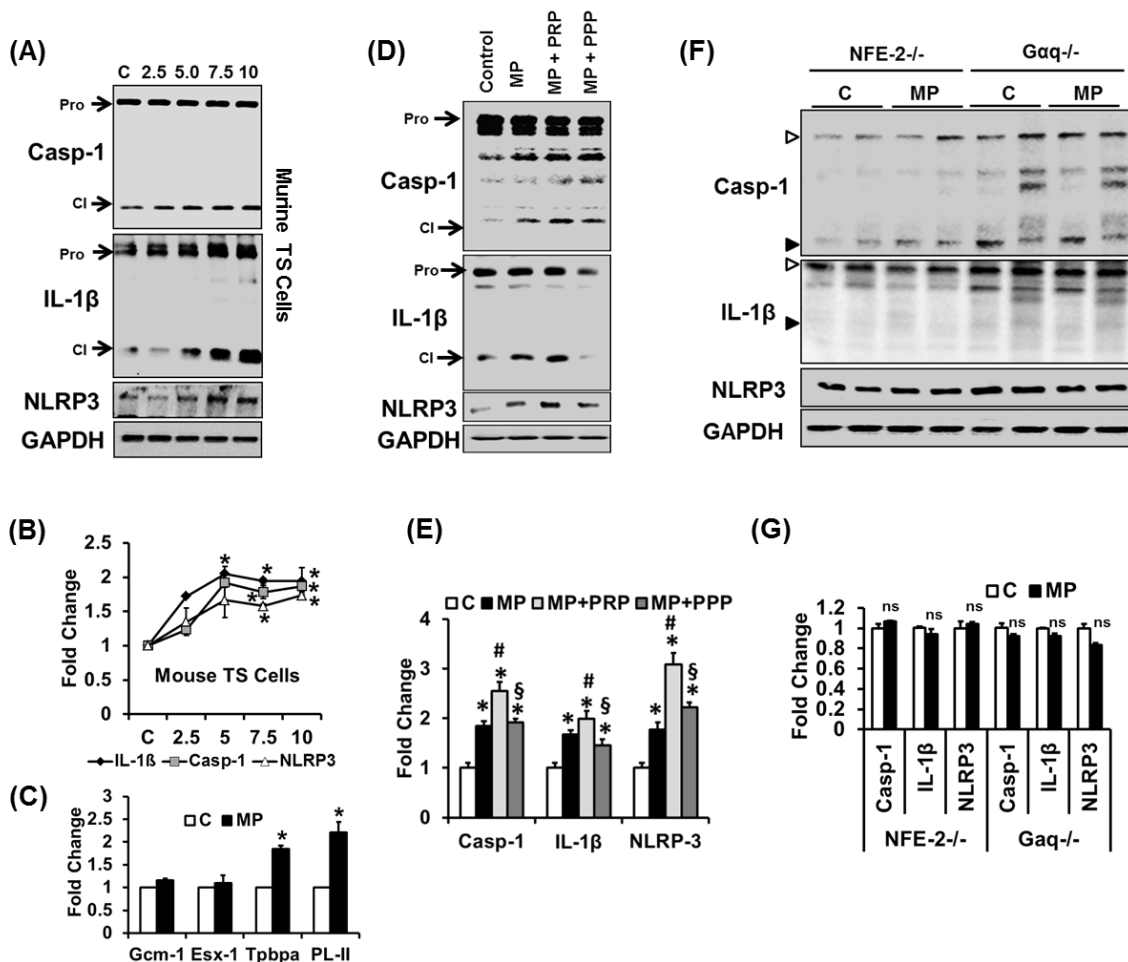 (A)
C 2.5 5.0 7.5 10
Pro
Casp-1
Cl
Pro
IL-1β
Cl
NLRP3
GAPDH
Murine TS Cells
(D)
Control MP MP + PRP MP + PPP
Pro
Casp-1
Cl
Pro
IL-1β
Cl
NLRP3
GAPDH
(F)
NFE-2-/- Gαq-/-
C MP C MP
Casp-1
IL-1β
NLRP3
GAPDH
(B)
Fold Change
2.5
2
1.5
1
0.5
0
* * * * * * *
Mouse TS Cells
C 2.5 5 7.5 10
IL-1ß Casp-1 NLRP3
(C)
Fold Change
3
2.5
2
1.5
1
0.5
0
C MP
* *
Gcm-1 Esx-1 Tpbpa PL-II
(E)
Fold Change
C MP MP+PRP MP+PPP
4
3
2
1
0
# # #
§ § §
* * * * * * * * *
Casp-1 IL-1β NLRP-3
(G)
Fold Change
C MP
1.2
1
0.8
0.6
0.4
0.2
0
ns ns ns ns ns ns
Casp-1 IL-1β NLRP3 Casp-1 IL-1β NLRP3
NFE-2-/- Gaq-/-